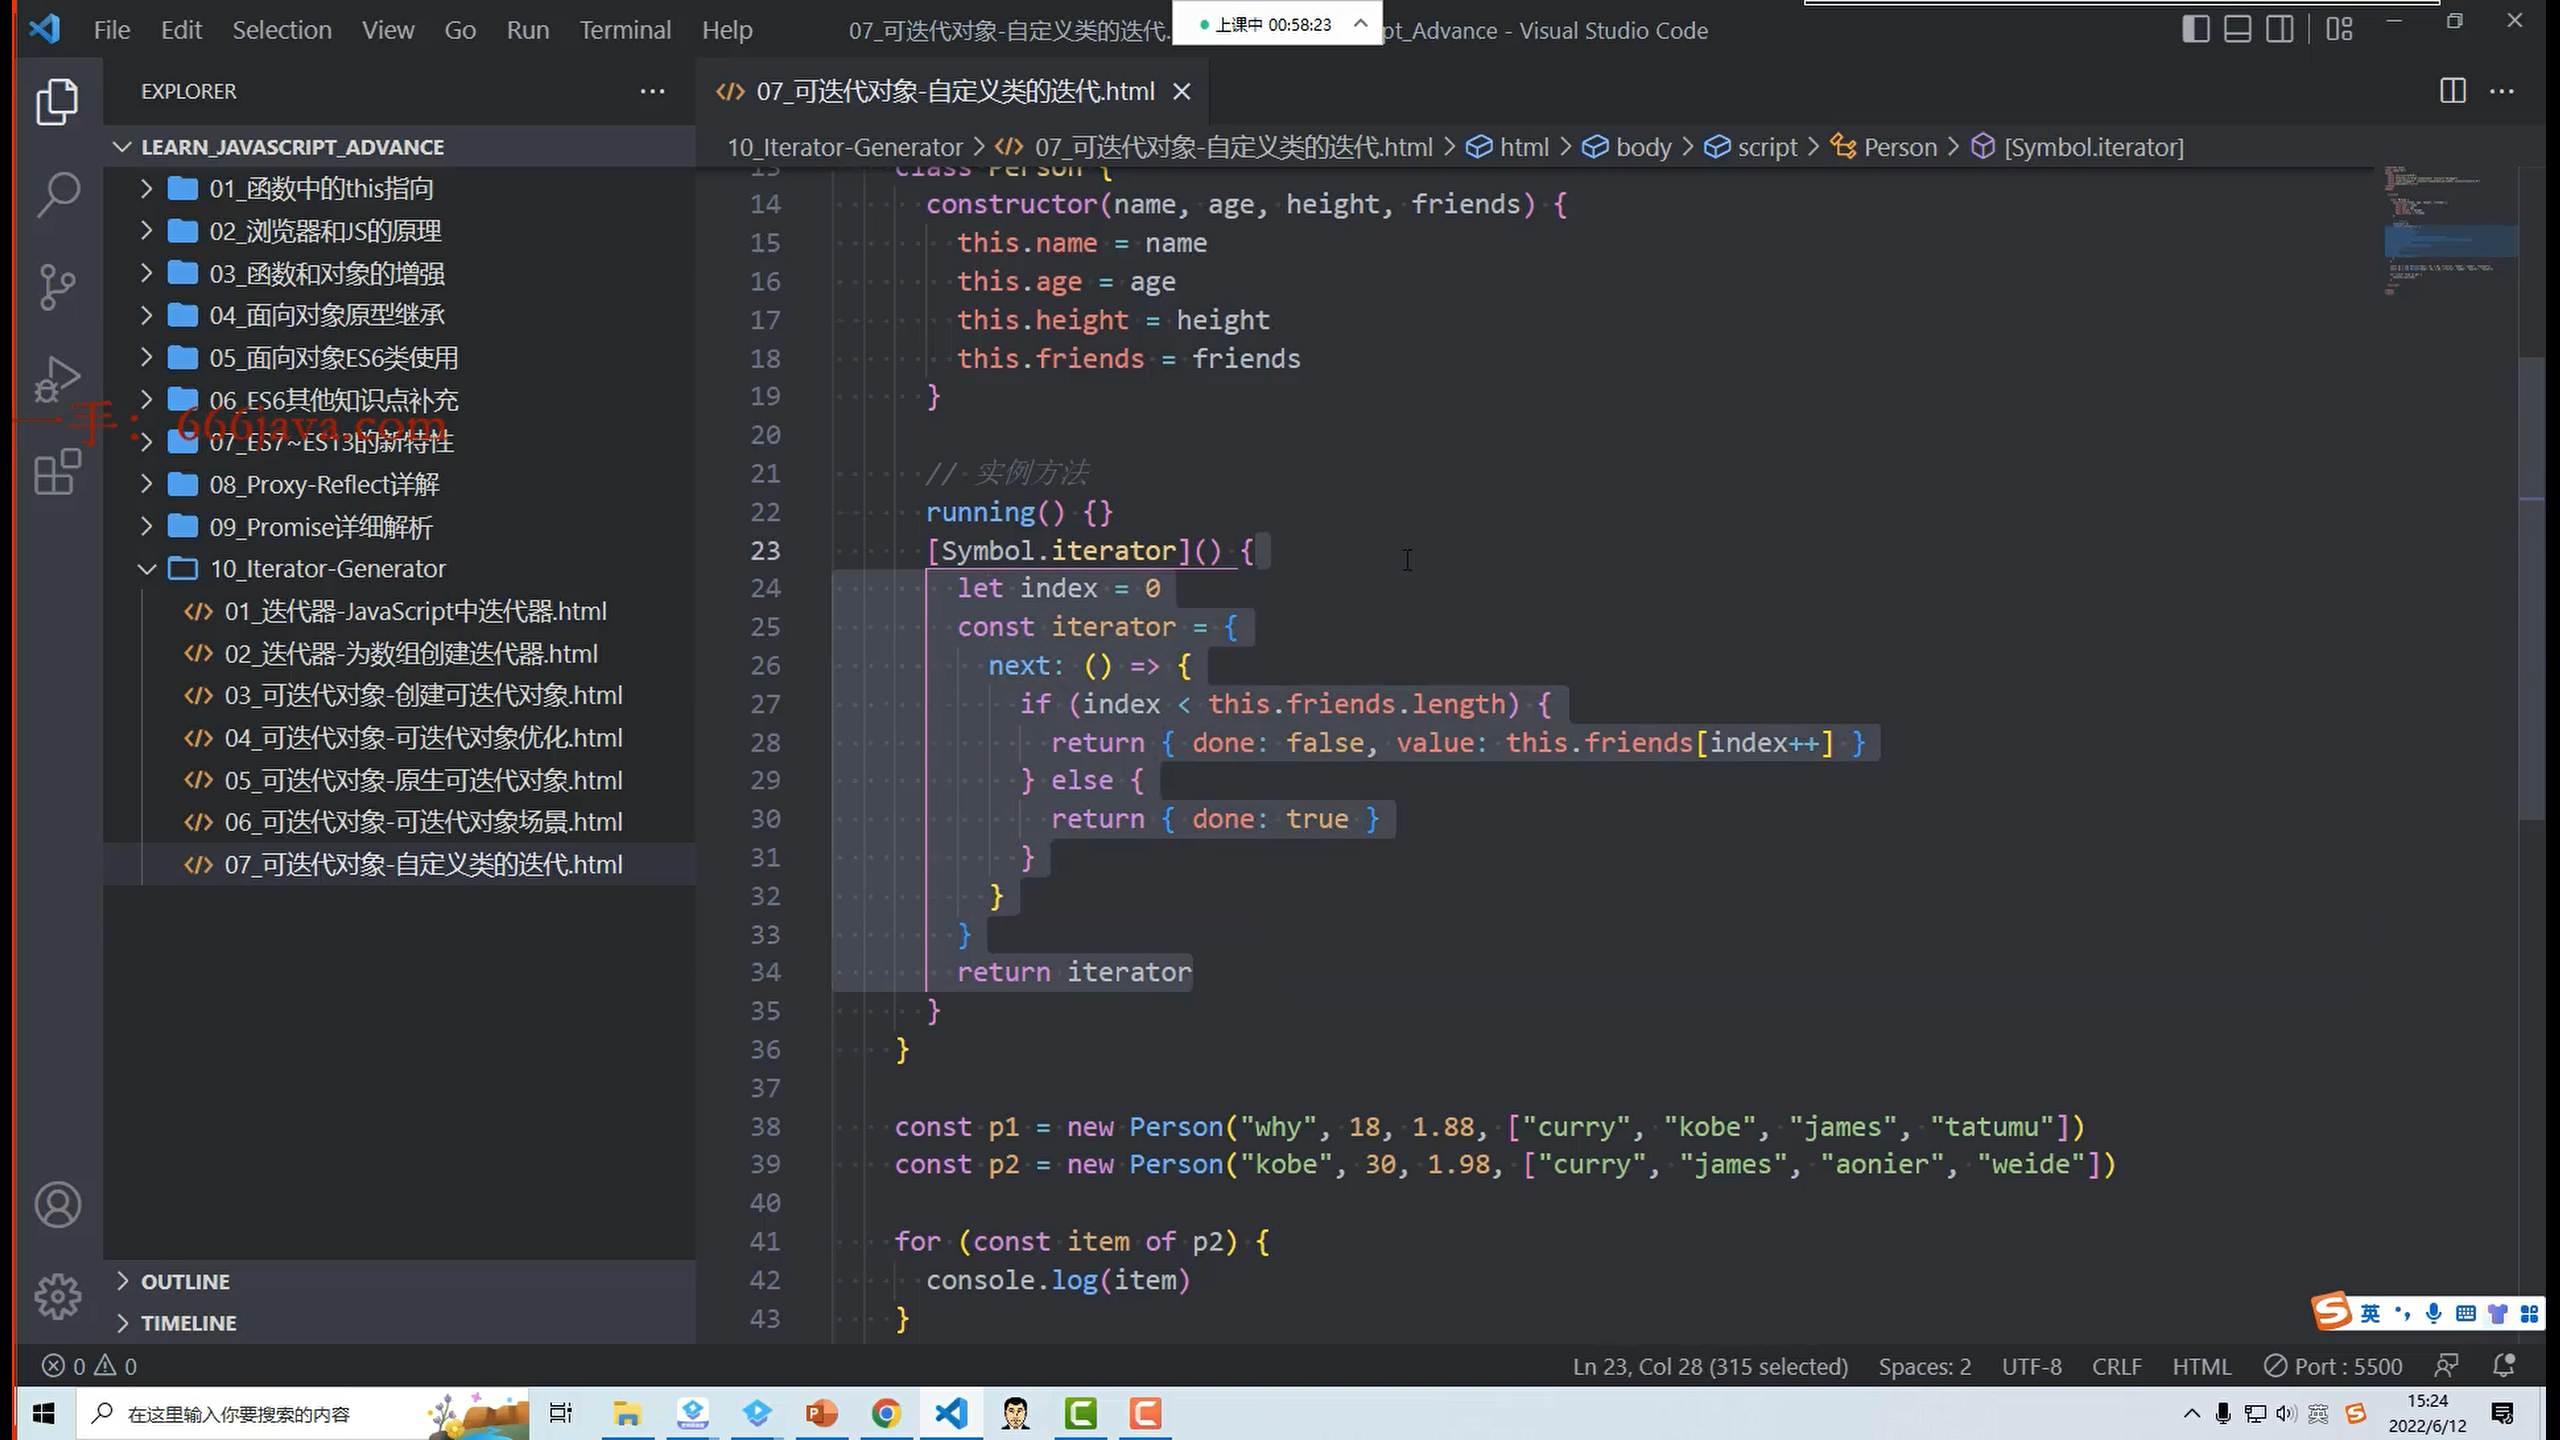 File Edit Selection View Go Run Terminal Help
07_可迭代对象-自定义类的迭代.
上课中 00:58:23
pt_Advance - Visual Studio Code
EXPLORER
LEARN_JAVASCRIPT_ADVANCE
01_函数中的this指向
02_浏览器和JS的原理
03_函数和对象的增强
04_面向对象原型继承
05_面向对象ES6类使用
06_ES6其他知识点补充
07_ES7~ES13的新特性
08_Proxy-Reflect详解
09_Promise详细解析
10_Iterator-Generator
01_迭代器-JavaScript中迭代器.html
02_迭代器-为数组创建迭代器.html
03_可迭代对象-创建可迭代对象.html
04_可迭代对象-可迭代对象优化.html
05_可迭代对象-原生可迭代对象.html
06_可迭代对象-可迭代对象场景.html
07_可迭代对象-自定义类的迭代.html
OUTLINE
TIMELINE
一手：666java.com
07_可迭代对象-自定义类的迭代.html
10_Iterator-Generator > 07_可迭代对象-自定义类的迭代.html > html > body > script > Person > [Symbol.iterator]
13 class Person {
14 constructor(name, age, height, friends) {
15 this.name = name
16 this.age = age
17 this.height = height
18 this.friends = friends
19 }
20
21 // 实例方法
22 running() {}
23 [Symbol.iterator]() {
24 let index = 0
25 const iterator = {
26 next: () => {
27 if (index < this.friends.length) {
28 return { done: false, value: this.friends[index++] }
29 } else {
30 return { done: true }
31 }
32 }
33 }
34 return iterator
35 }
36 }
37
38 const p1 = new Person("why", 18, 1.88, ["curry", "kobe", "james", "tatumu"])
39 const p2 = new Person("kobe", 30, 1.98, ["curry", "james", "aonier", "weide"])
40
41 for (const item of p2) {
42 console.log(item)
43 }
英
0 0
Ln 23, Col 28 (315 selected) Spaces: 2 UTF-8 CRLF HTML Port : 5500
在这里输入你要搜索的内容
英
15:24
2022/6/12